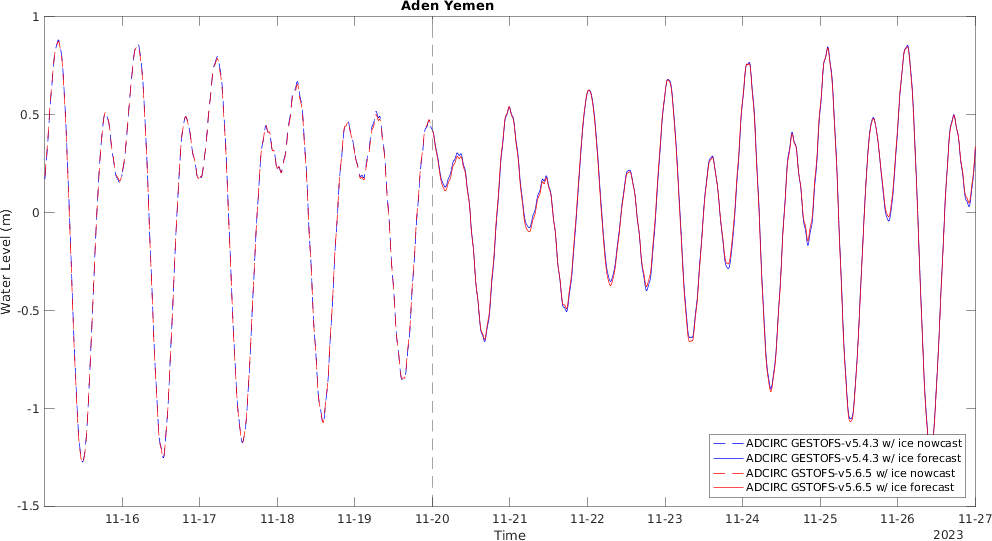 Aden Yemen
1
0.5
0
-0.5
-1
-1.5
Water Level (m)
ADCIRC GESTOFS-v5.4.3 w/ ice nowcast
ADCIRC GESTOFS-v5.4.3 w/ ice forecast
ADCIRC GSTOFS-v5.6.5 w/ ice nowcast
ADCIRC GSTOFS-v5.6.5 w/ ice forecast
11-16 11-17 11-18 11-19 11-20 11-21 11-22 11-23 11-24 11-25 11-26 11-27
Time
2023